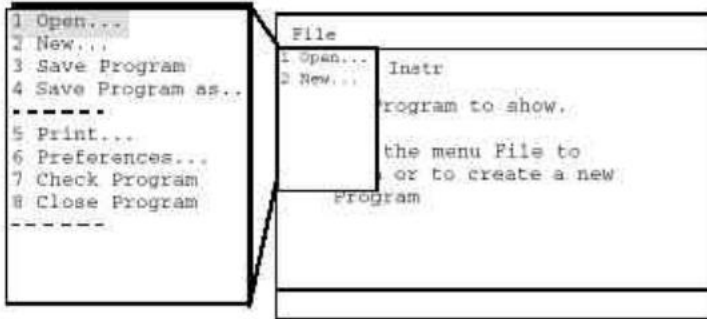 1 Open...
2 New...
3 Save Program
4 Save Program as..
5 Print...
6 Preferences...
7 Check Program
8 Close Program
File
1 Open...
2 New...
Instr
rogram to show.
the menu File to
or to create a new
Program